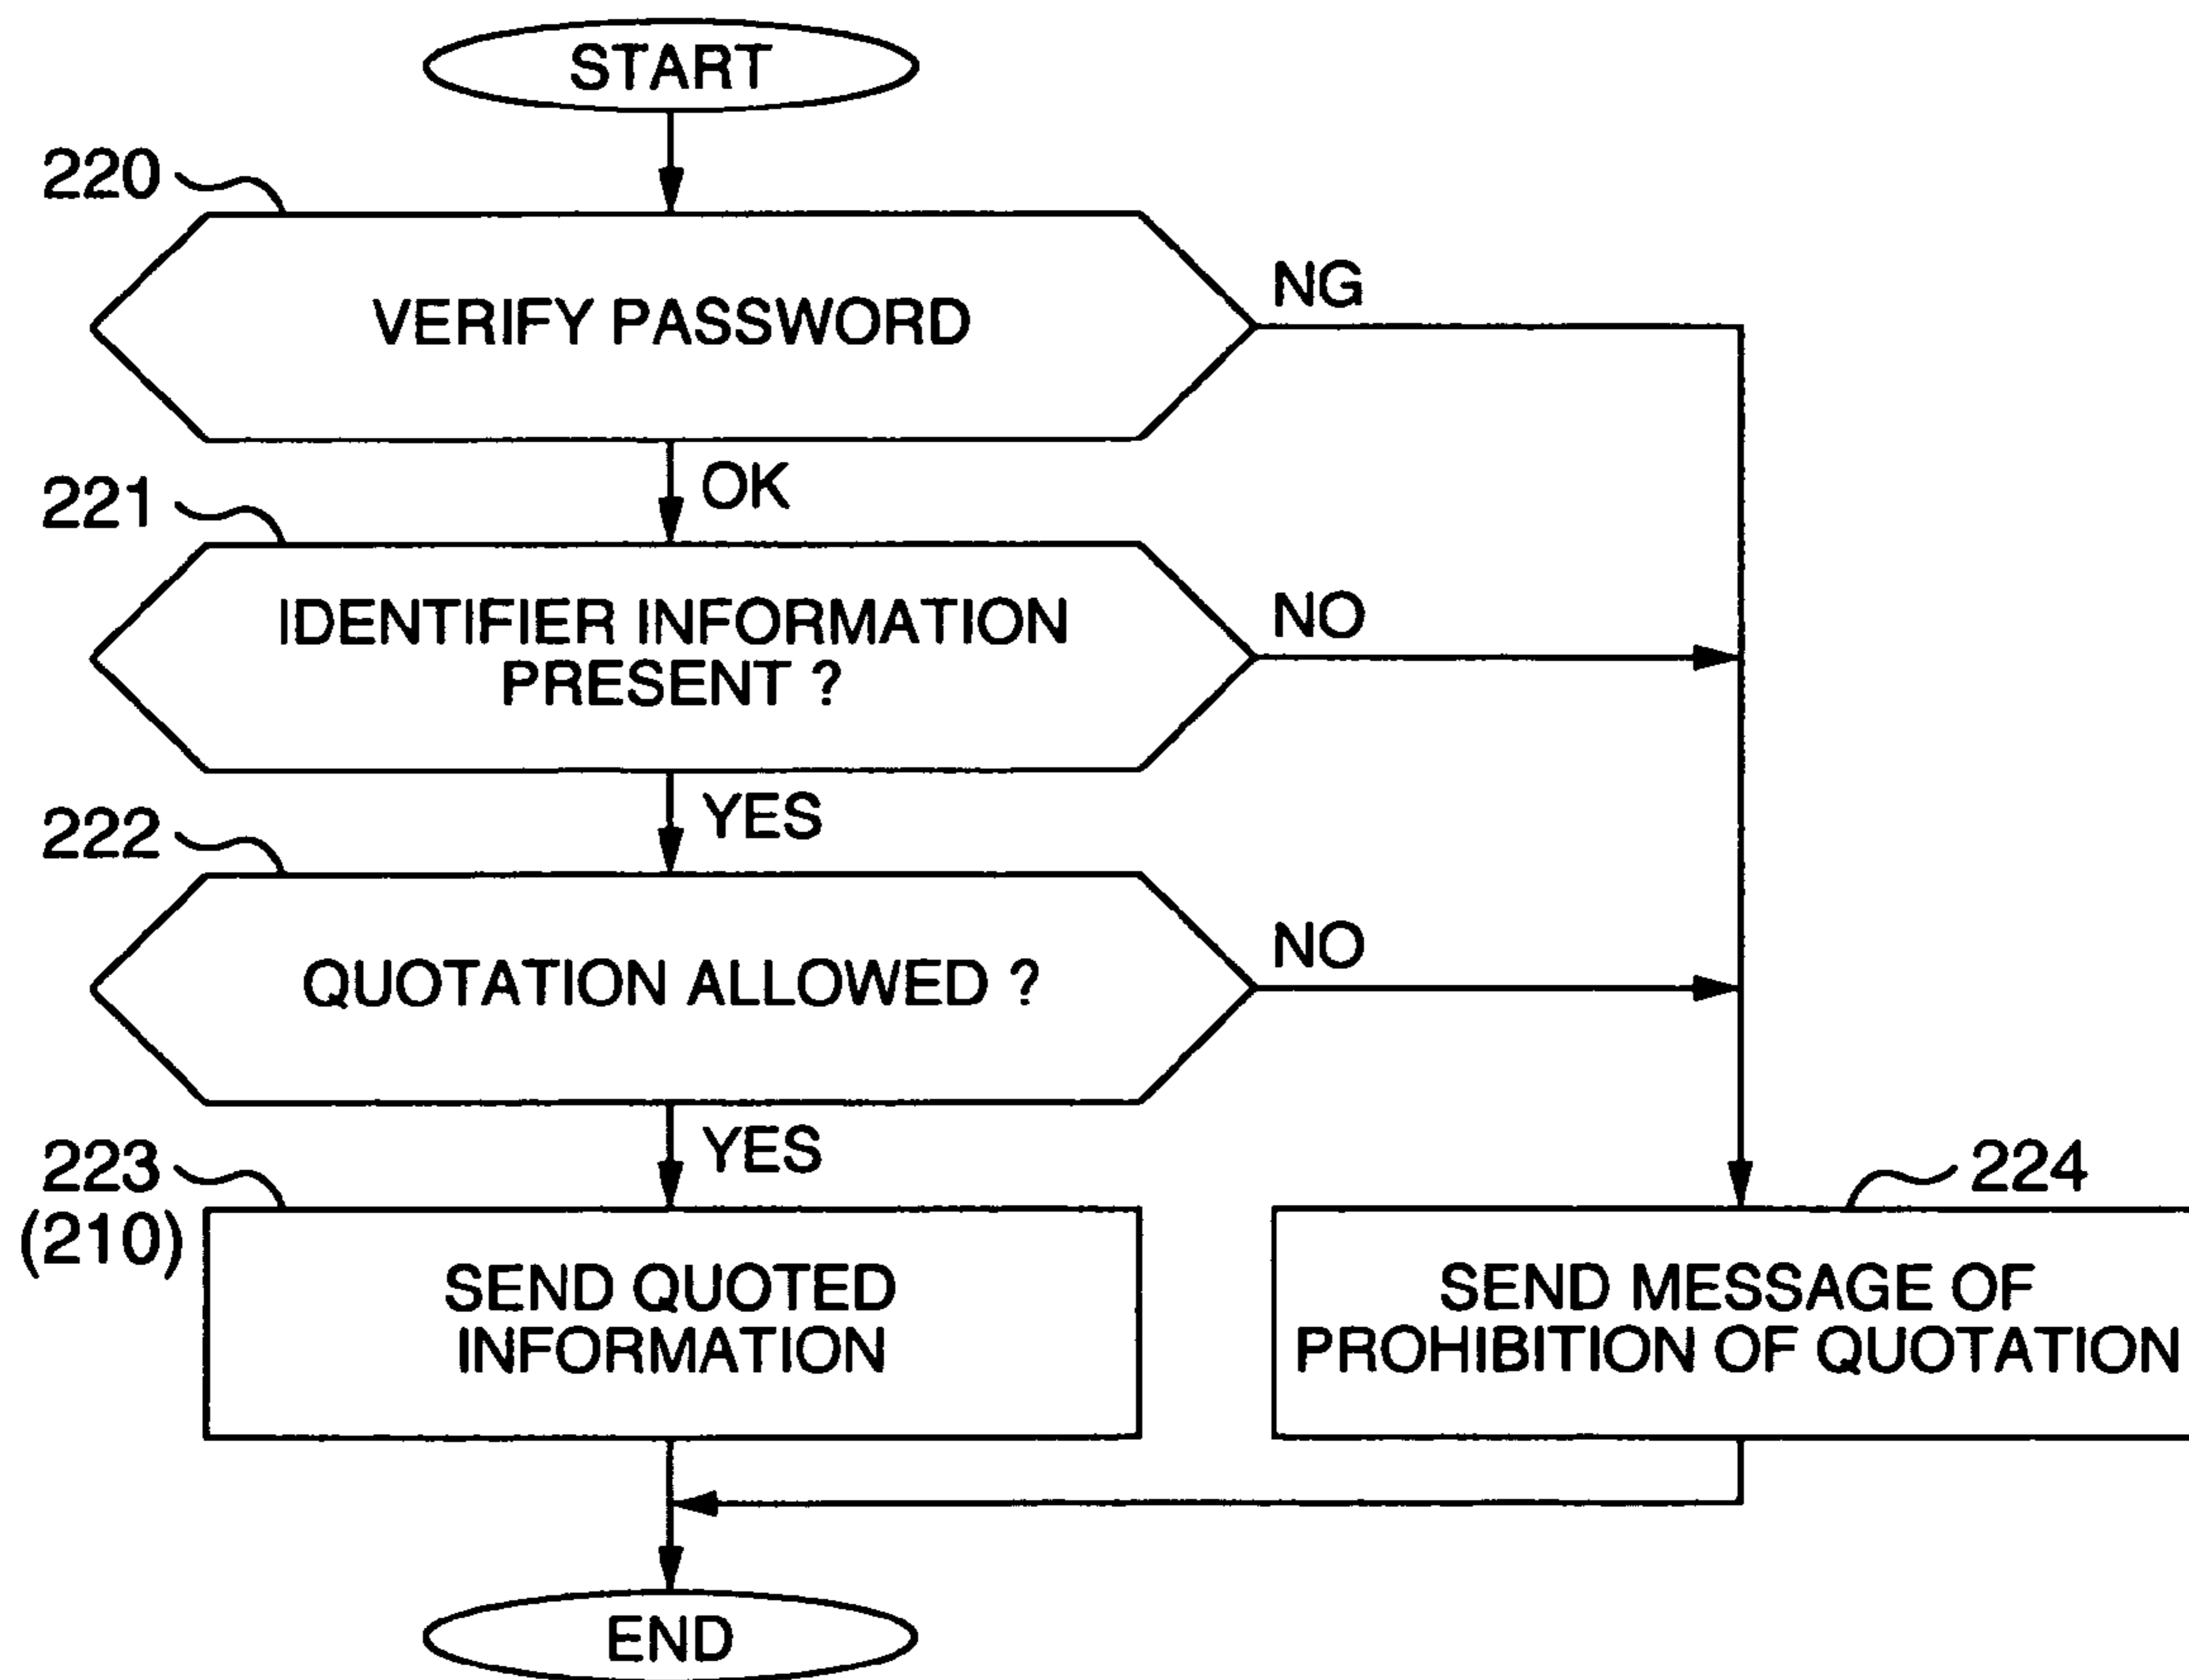 START
220
VERIFY PASSWORD
NG
OK
221
IDENTIFIER INFORMATION
PRESENT ?
NO
YES
222
QUOTATION ALLOWED ?
NO
YES
223
(210)
SEND QUOTED
INFORMATION
224
SEND MESSAGE OF
PROHIBITION OF QUOTATION
END